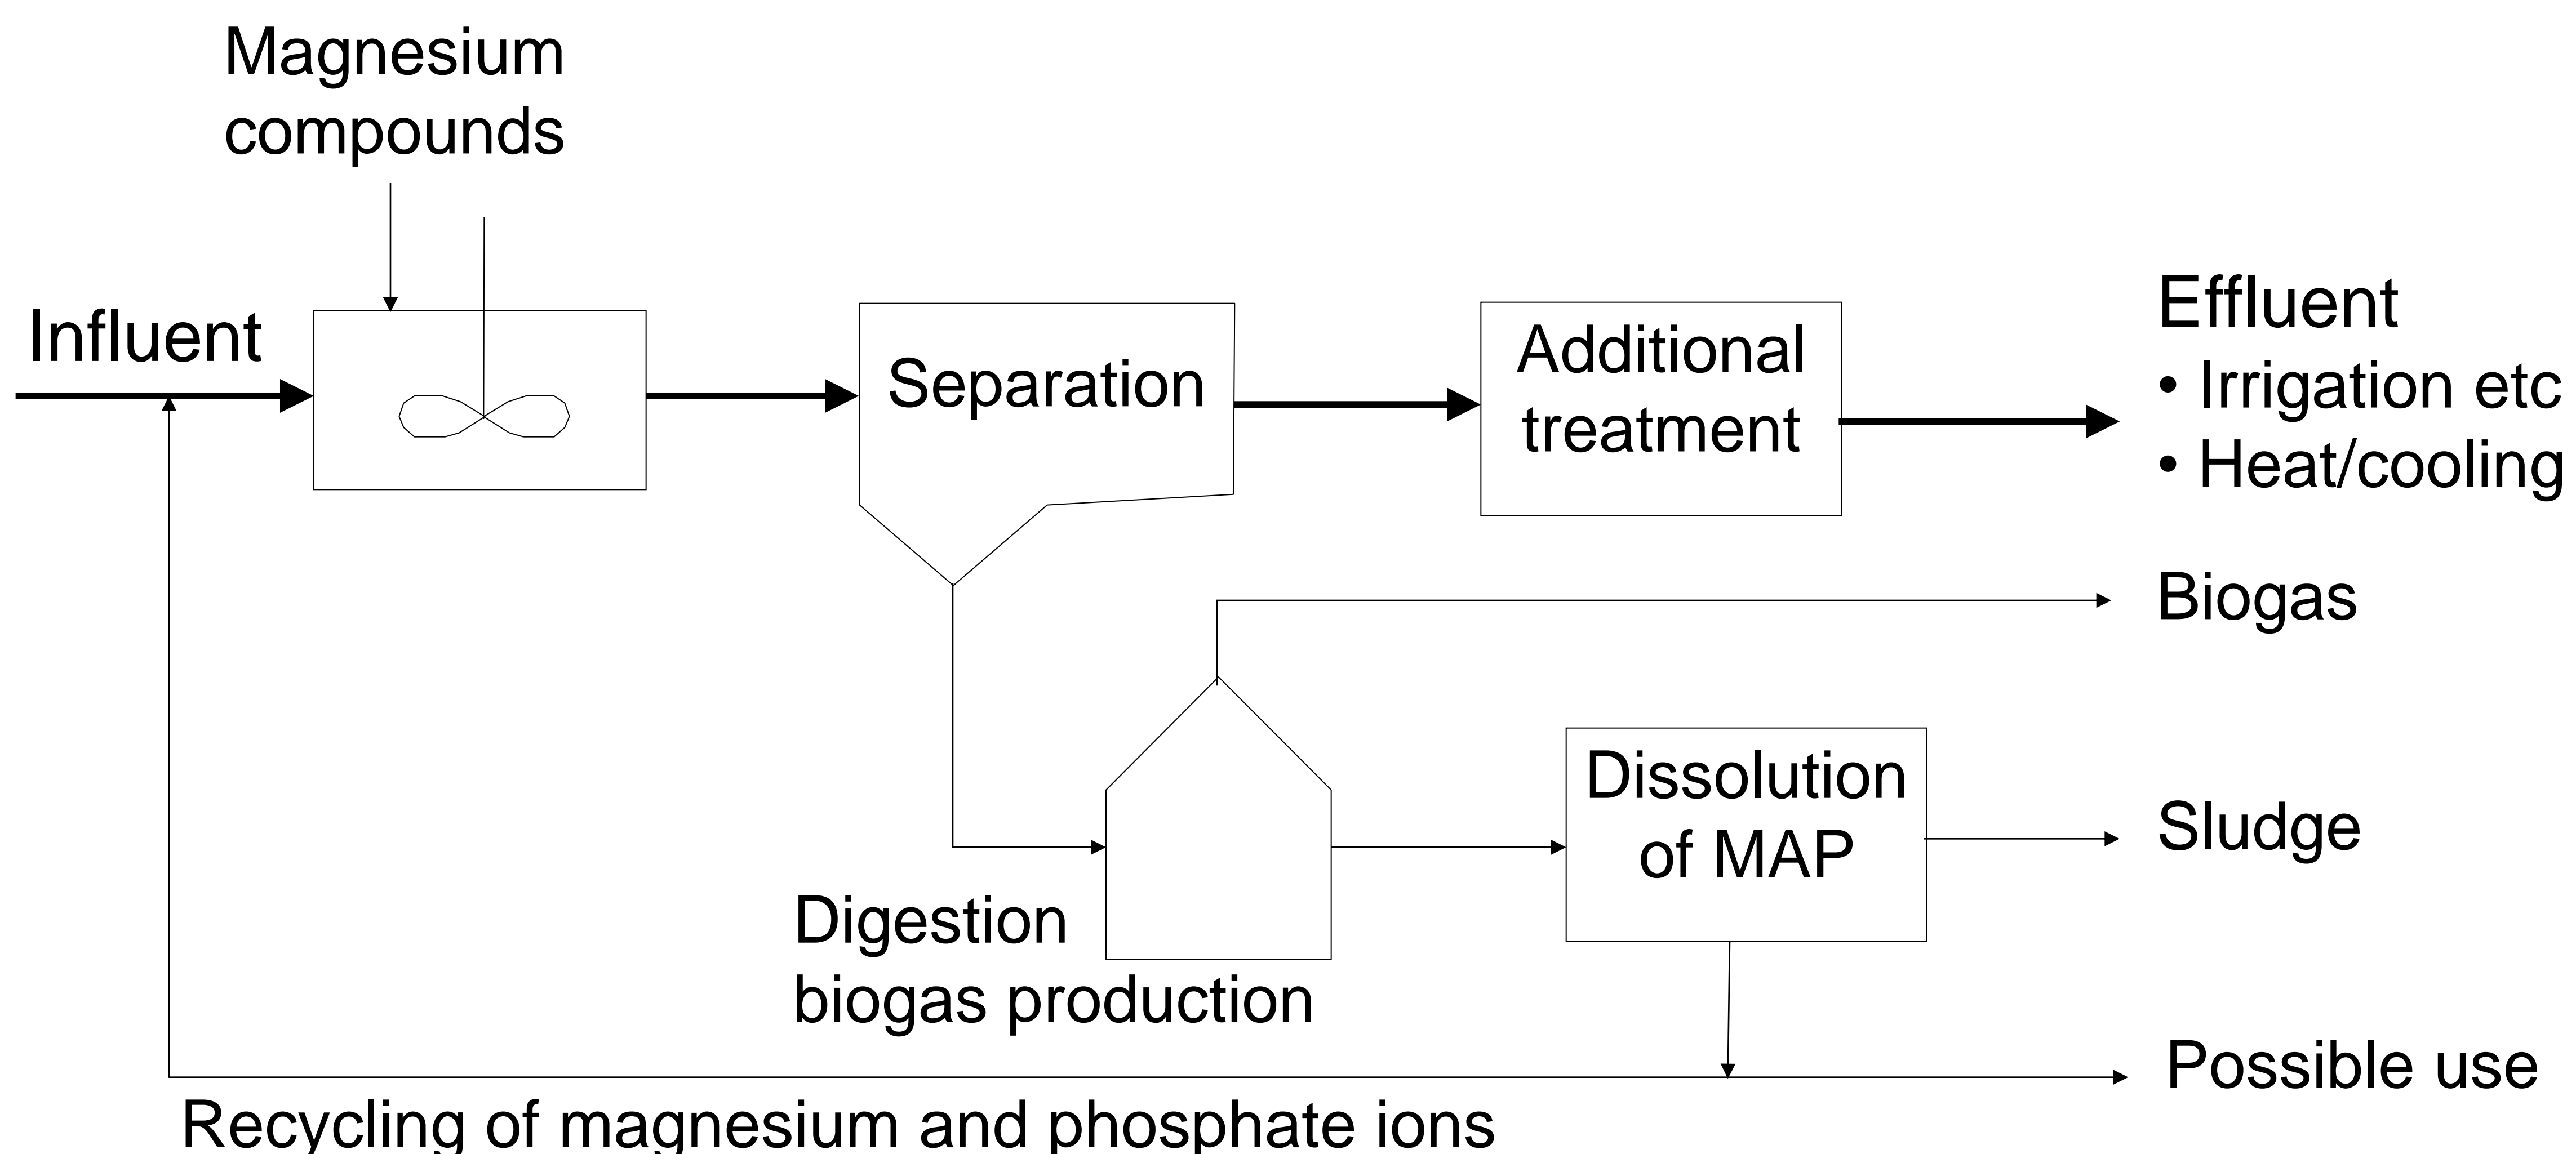 Magnesium
compounds
Influent
Separation
Additional
treatment
Effluent
• Irrigation etc
• Heat/cooling
Biogas
Dissolution
of MAP
Sludge
Digestion
biogas production
Possible use
Recycling of magnesium and phosphate ions